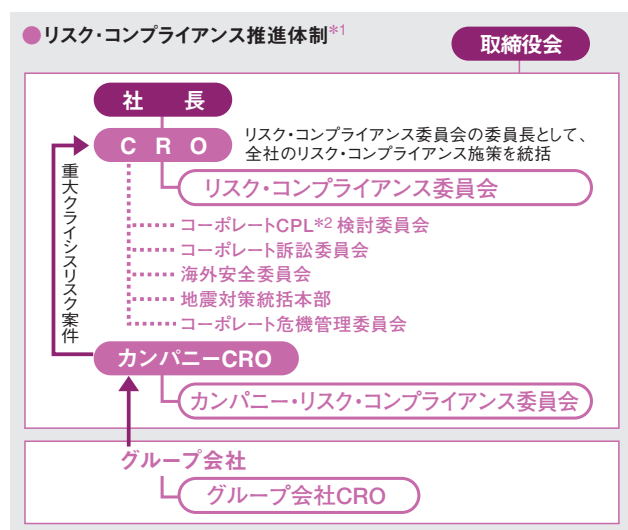 ●リスク・コンプライアンス推進体制*1
取締役会
社 長
C R O
リスク・コンプライアンス委員会の委員長として、
全社のリスク・コンプライアンス施策を統括
リスク・コンプライアンス委員会
コーポレートCPL*2 検討委員会
コーポレート訴訟委員会
海外安全委員会
地震対策統括本部
コーポレート危機管理委員会
重大クライシスリスク案件
カンパニーCRO
カンパニー・リスク・コンプライアンス委員会
グループ会社
グループ会社CRO